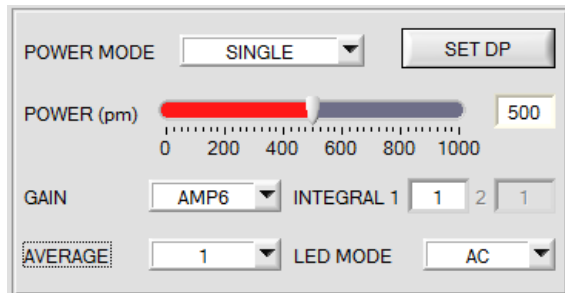 POWER MODE SINGLE SET DP
POWER (pm) 500
0 200 400 600 800 1000
GAIN AMP6 INTEGRAL 1 1 2 1
AVERAGE 1 LED MODE AC